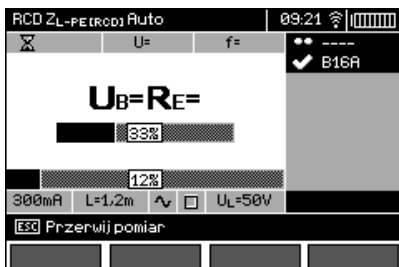 RCD ZL-PE[RCD] Auto 09:21
U= f= ----
B16A
UB=RE=
33%
12%
300mA L=1,2m UL=50V
ESC Przerwij pomiar